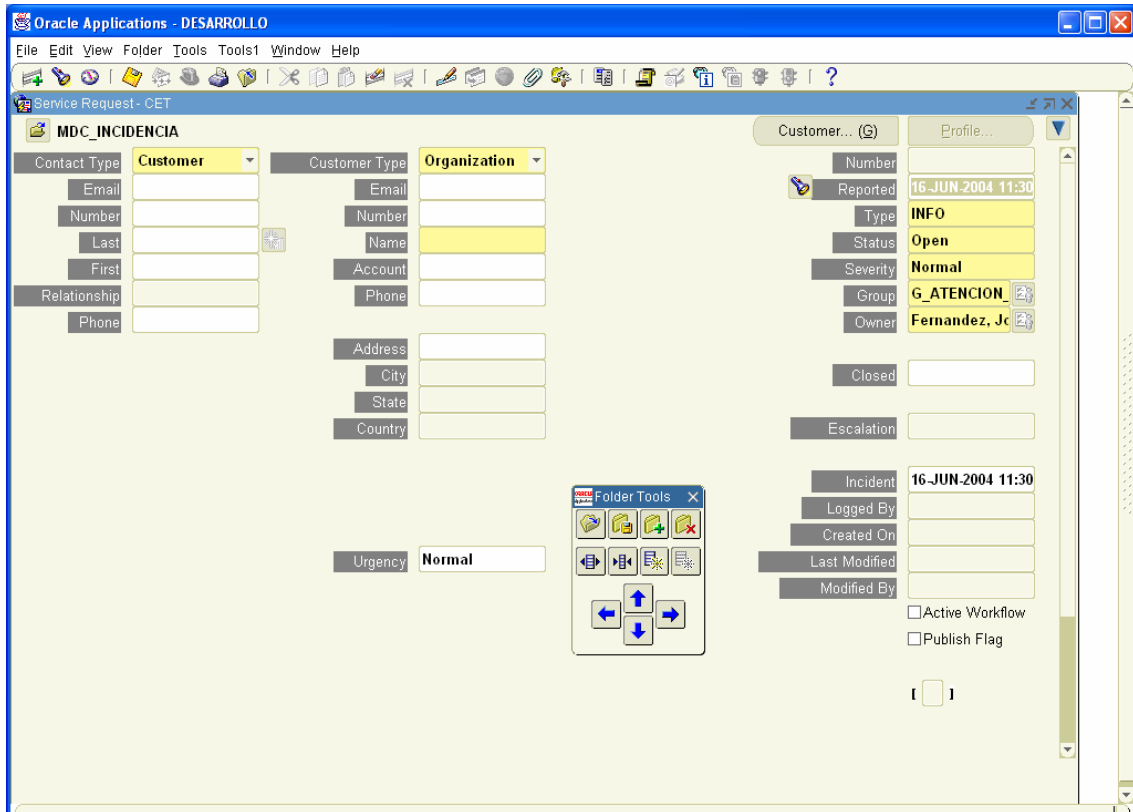 Oracle Applications - DESARROLLO
File Edit View Folder Tools Tools1 Window Help
Service Request - CET
MDC_INCIDENCIA
Customer... (G) Profile...
Contact Type Customer Customer Type Organization Number
Email Email Reported 16-JUN-2004 11:30
Number Number Type INFO
Last Name Status Open
First Account Severity Normal
Relationship Phone Group G_ATENCION_
Phone Owner Fernandez, Jc
Address
City Closed
State
Country Escalation
Incident 16-JUN-2004 11:30
Folder Tools
Logged By
Created On
Urgency Normal Last Modified
Modified By
Active Workflow
Publish Flag
[ ]